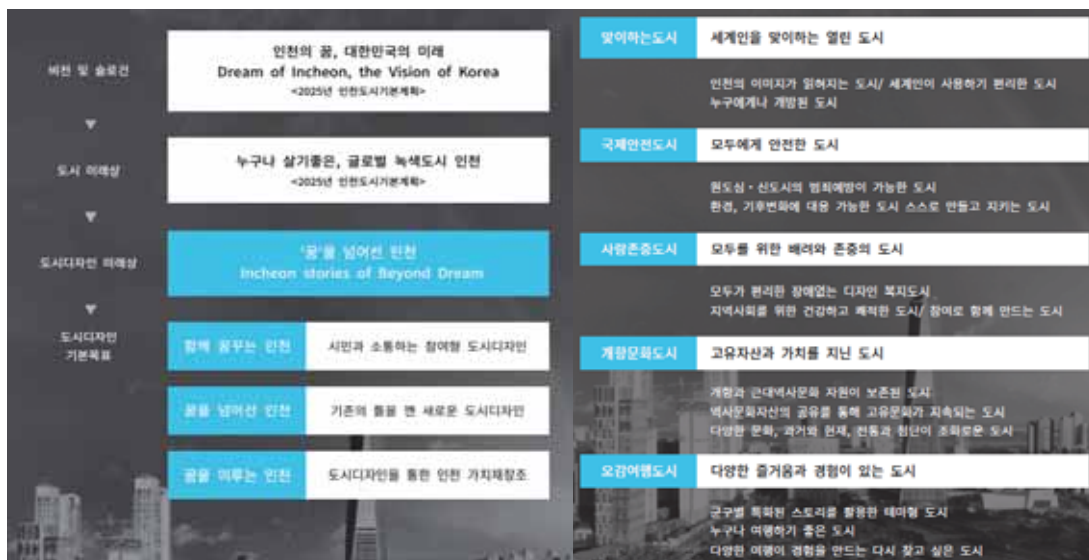 비전 및 슬로건
인천의 꿈, 대한민국의 미래
Dream of Incheon, the Vision of Korea
<2025년 인천도시기본계획>
도시 미래상
누구나 살기좋은, 글로벌 녹색도시 인천
<2025년 인천도시기본계획>
도시디자인 미래상
'꿈'을 넘어선 인천
Incheon stories of Beyond Dream
도시디자인
기본목표
함께 꿈꾸는 인천
시민과 소통하는 참여형 도시디자인
꿈을 넘어선 인천
기존의 틀을 깬 새로운 도시디자인
꿈을 이루는 인천
도시디자인을 통한 인천 가치재창조
맞이하는도시
세계인을 맞이하는 열린 도시
인천의 이미지가 읽혀지는 도시/ 세계인이 사용하기 편리한 도시
누구에게나 개방된 도시
국제안전도시
모두에게 안전한 도시
원도심・신도시의 범죄예방이 가능한 도시
환경, 기후변화에 대응 가능한 도시 스스로 만들고 지키는 도시
사람존중도시
모두를 위한 배려와 존중의 도시
모두가 편리한 장애없는 디자인 복지도시
지역사회를 위한 건강하고 쾌적한 도시/ 참여로 함께 만드는 도시
개항문화도시
고유자산과 가치를 지닌 도시
개항과 근대역사문화 자원이 보존된 도시
역사문화자산의 공유를 통해 고유문화가 지속되는 도시
다양한 문화, 과거와 현재, 전통과 첨단이 조화로운 도시
오감여행도시
다양한 즐거움과 경험이 있는 도시
군구별 특화된 스토리를 활용한 테마형 도시
누구나 여행하기 좋은 도시
다양한 여행이 경험을 만드는 다시 찾고 싶은 도시